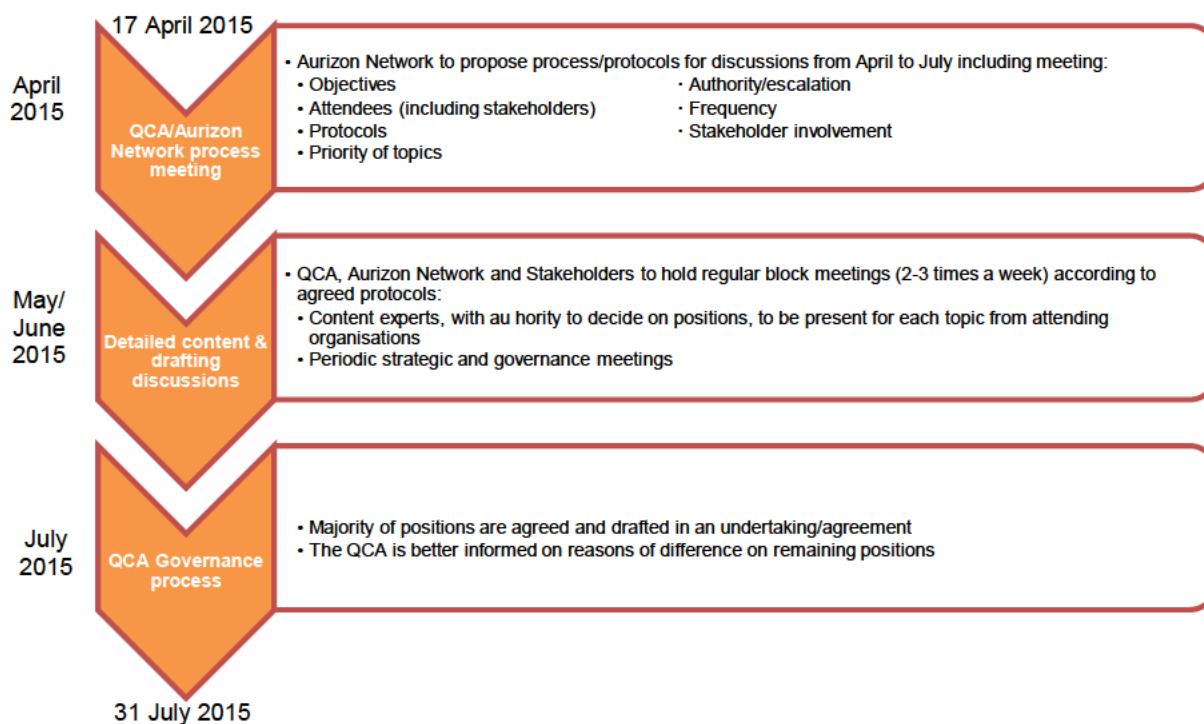 17 April 2015
April
2015
QCA/Aurizon
Network process
meeting
• Aurizon Network to propose process/protocols for discussions from April to July including meeting:
• Objectives
• Attendees (including stakeholders)
• Protocols
• Priority of topics
· Authority/escalation
· Frequency
· Stakeholder involvement
May/
June
2015
Detailed content &
drafting
discussions
• QCA, Aurizon Network and Stakeholders to hold regular block meetings (2-3 times a week) according to
agreed protocols:
• Content experts, with au hority to decide on positions, to be present for each topic from attending
organisations
• Periodic strategic and governance meetings
July
2015
QCA Governance
process
• Majority of positions are agreed and drafted in an undertaking/agreement
• The QCA is better informed on reasons of difference on remaining positions
31 July 2015